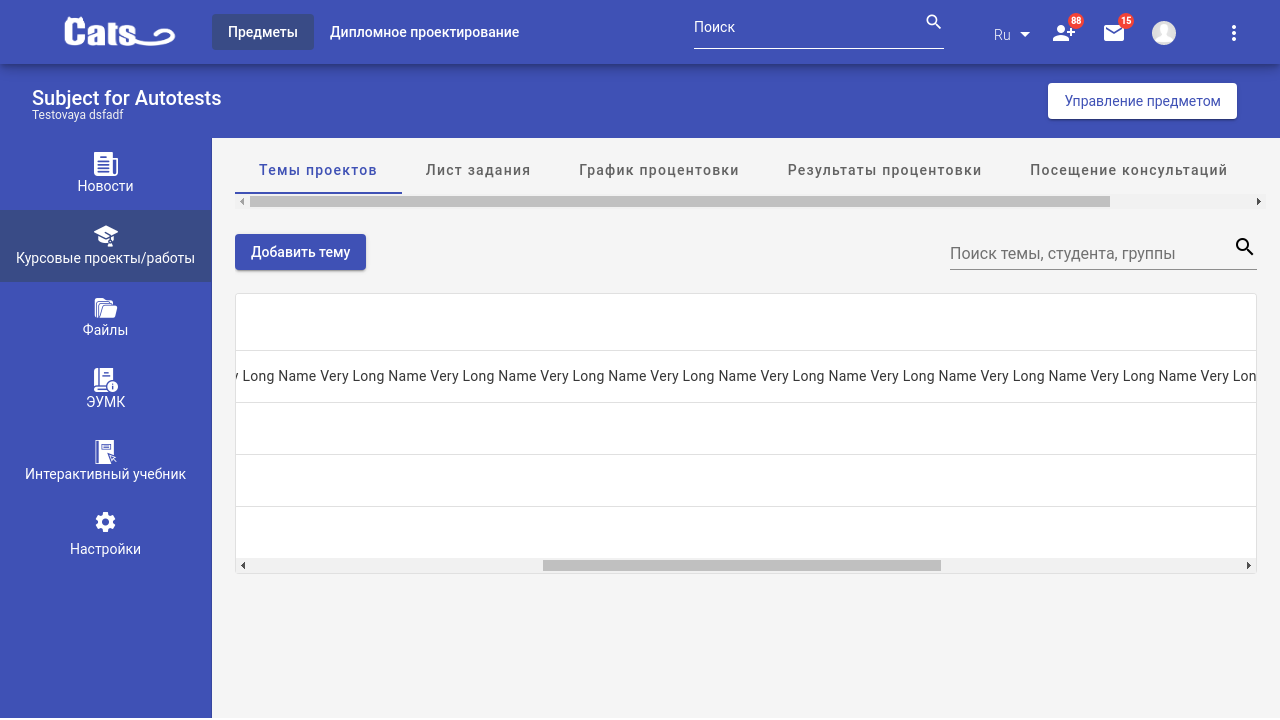 Cats
Предметы
Дипломное проектирование
Поиск
Ru
88
15
Subject for Autotests
Testovaya dsfadf
Управление предметом
Новости
Курсовые проекты/работы
Файлы
ЭУМК
Интерактивный учебник
Настройки
Темы проектов
Лист задания
График процентовки
Результаты процентовки
Посещение консультаций
Добавить тему
Поиск темы, студента, группы
y Long Name Very Long Name Very Long Name Very Long Name Very Long Name Very Long Name Very Long Name Very Long Name Very Long Name Very Lon